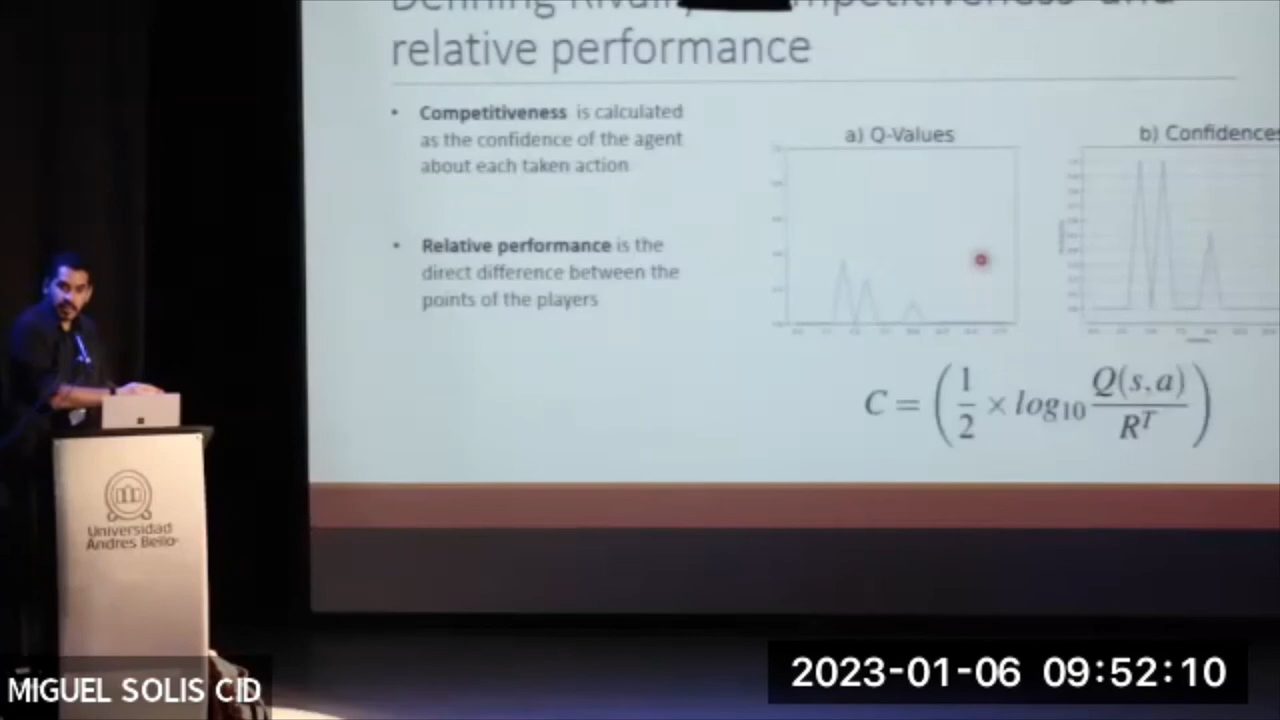 relative performance
• Competitiveness is calculated
as the confidence of the agent
about each taken action
• Relative performance is the
direct difference between the
points of the players
a) Q-Values
b) Confidences
C = ( 1/2 × log10 Q(s,a)/R^T )
Universidad
Andres Bello
MIGUEL SOLIS CID
2023-01-06 09:52:10